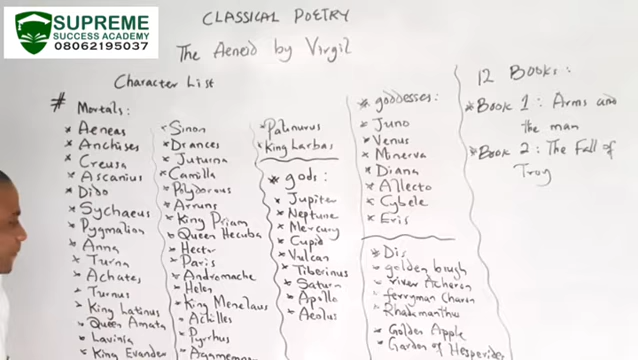 SUPREME
SUCCESS ACADEMY
08062195037
CLASSICAL POETRY
The Aeneid by Virgil
Character List
# Mortals:
* Aeneas
* Anchises
* Creusa
* Ascanius
* Dido
* Sychaeus
* Pygmalion
* Anna
* Turna
* Achates
* Turnus
* King Latinus
* Queen Amata
* Lavinia
* King Evander
* Sinon
* Drances
* Juturna
* Camilla
* Polydorous
* Arruns
* King Priam
* Queen Hecuba
* Hector
* Paris
* Andromache
* Helen
* King Menelaus
* Achilles
* Pyrrhus
* Agamemnon
* Palinurus
* King Larbas
* gods:
* Jupiter
* Neptune
* Mercury
* Cupid
* Vulcan
* Tiberinus
* Saturn
* Apollo
* Aeolus
* goddesses:
* Juno
* Venus
* Minerva
* Diana
* Allecto
* Cybele
* Eris
* Dis
* golden bough
* river Acheron
* ferryman Charon
* Rhadamanthus
* Golden Apple
* Garden of Hesperides
12 Books:
* Book 1: Arms and
the man
* Book 2: The Fall of
Troy